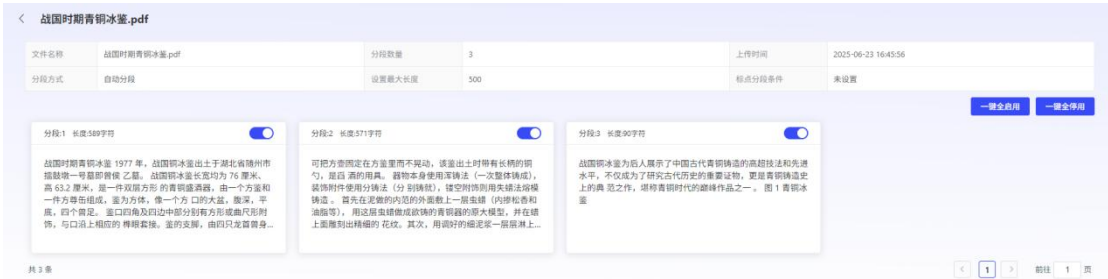 战国时期青铜冰鉴.pdf
文件名称 战国时期青铜冰鉴.pdf 分段数量 3 上传时间 2025-06-23 16:45:56
分段方式 自动分段 设置最大长度 500 标点分段条件 未设置
一键全启用 一键全停用
分段:1 长度:589字符
战国时期青铜冰鉴 1977 年，战国铜冰鉴出土于湖北省随州市
擂鼓墩一号墓即曾侯 乙墓。 战国铜冰鉴长宽均为 76 厘米、
高 63.2 厘米，是一件双层方形 的青铜盛酒器，由一个方鉴和
一件方尊缶组成，鉴为方体，像一个方 口的大盆，腹深，平
底，四个兽足。 鉴口四角及四边中部分别有方形或曲尺形附
饰，与口沿上相应的 榫眼套接。鉴的支脚，由四只龙首兽身...
分段:2 长度:571字符
可把方壶固定在方鉴里而不晃动，该鉴出土时带有长柄的铜
勺，是舀 酒的用具。 器物本身使用浑铸法（一次整体铸成），
装饰附件使用分铸法（分 别铸就），镂空附饰则用失蜡法熔模
铸造 。 首先在泥做的内范的外面敷上一层虫蜡（内掺松香和
油脂等）， 用这层虫蜡做成欲铸的青铜器的原大模型，并在蜡
上面雕刻出精细的 花纹。其次，用调好的细泥浆一层层淋上...
分段:3 长度:90字符
战国铜冰鉴为后人展示了中国古代青铜铸造的高超技法和先进
水平，不仅成为了研究古代历史的重要证物，更是青铜铸造史
上的典 范之作，堪称青铜时代的巅峰作品之一 。 图 1 青铜冰
鉴
共 3 条
1 前往 1 页